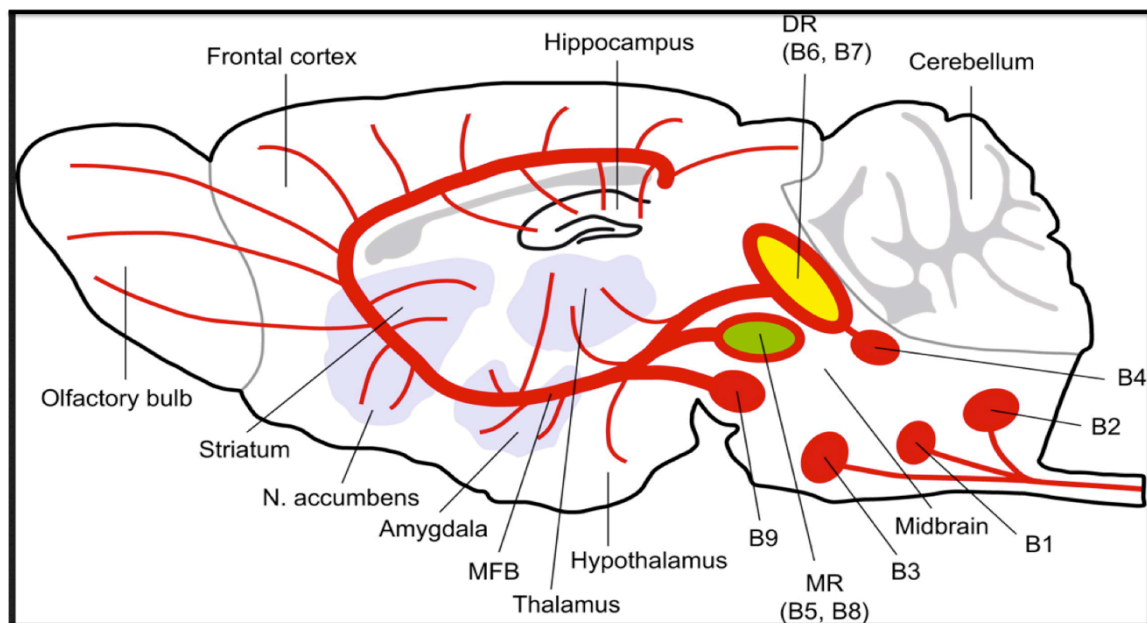 DR
(B6, B7)
Hippocampus
Frontal cortex
Cerebellum
Olfactory bulb
B4
B2
Striatum
N. accumbens
Amygdala
MFB
Thalamus
Hypothalamus
B9
MR
(B5, B8)
B3
Midbrain
B1